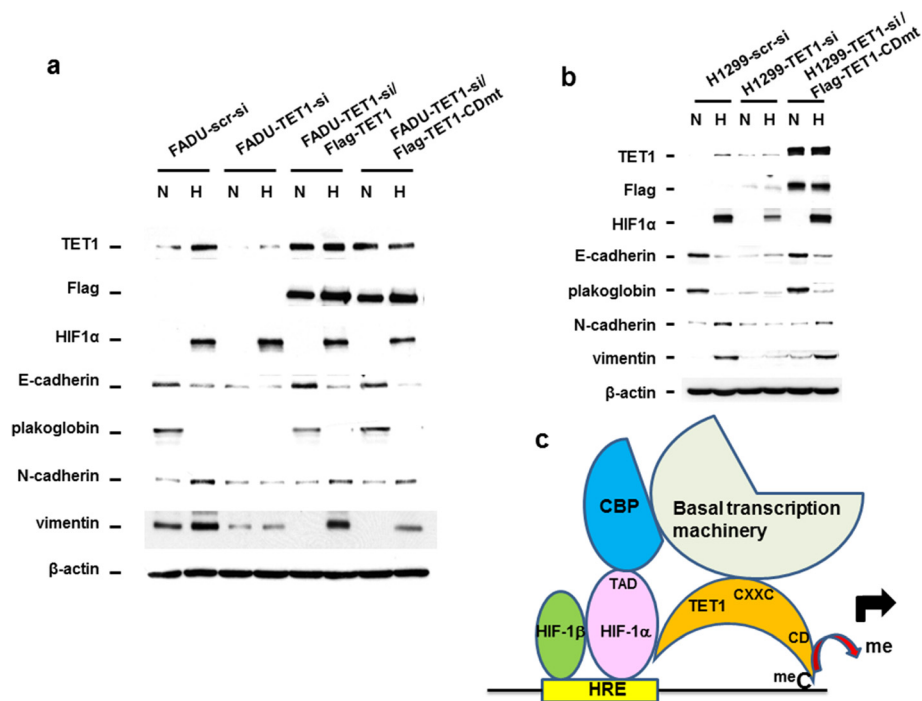 a
FADU-scr-si
FADU-TET1-si
FADU-TET1-si/
Flag-TET1
FADU-TET1-si/
Flag-TET1-CDmt
N H N H N H N H
TET1
Flag
HIF1α
E-cadherin
plakoglobin
N-cadherin
vimentin
β-actin
b
H1299-scr-si
H1299-TET1-si
H1299-TET1-si/
Flag-TET1-CDmt
N H N H N H
TET1
Flag
HIF1α
E-cadherin
plakoglobin
N-cadherin
vimentin
β-actin
c
CBP
Basal transcription
machinery
TAD
HIF-1β
HIF-1α
TET1
CXXC
CD
me
meC
HRE